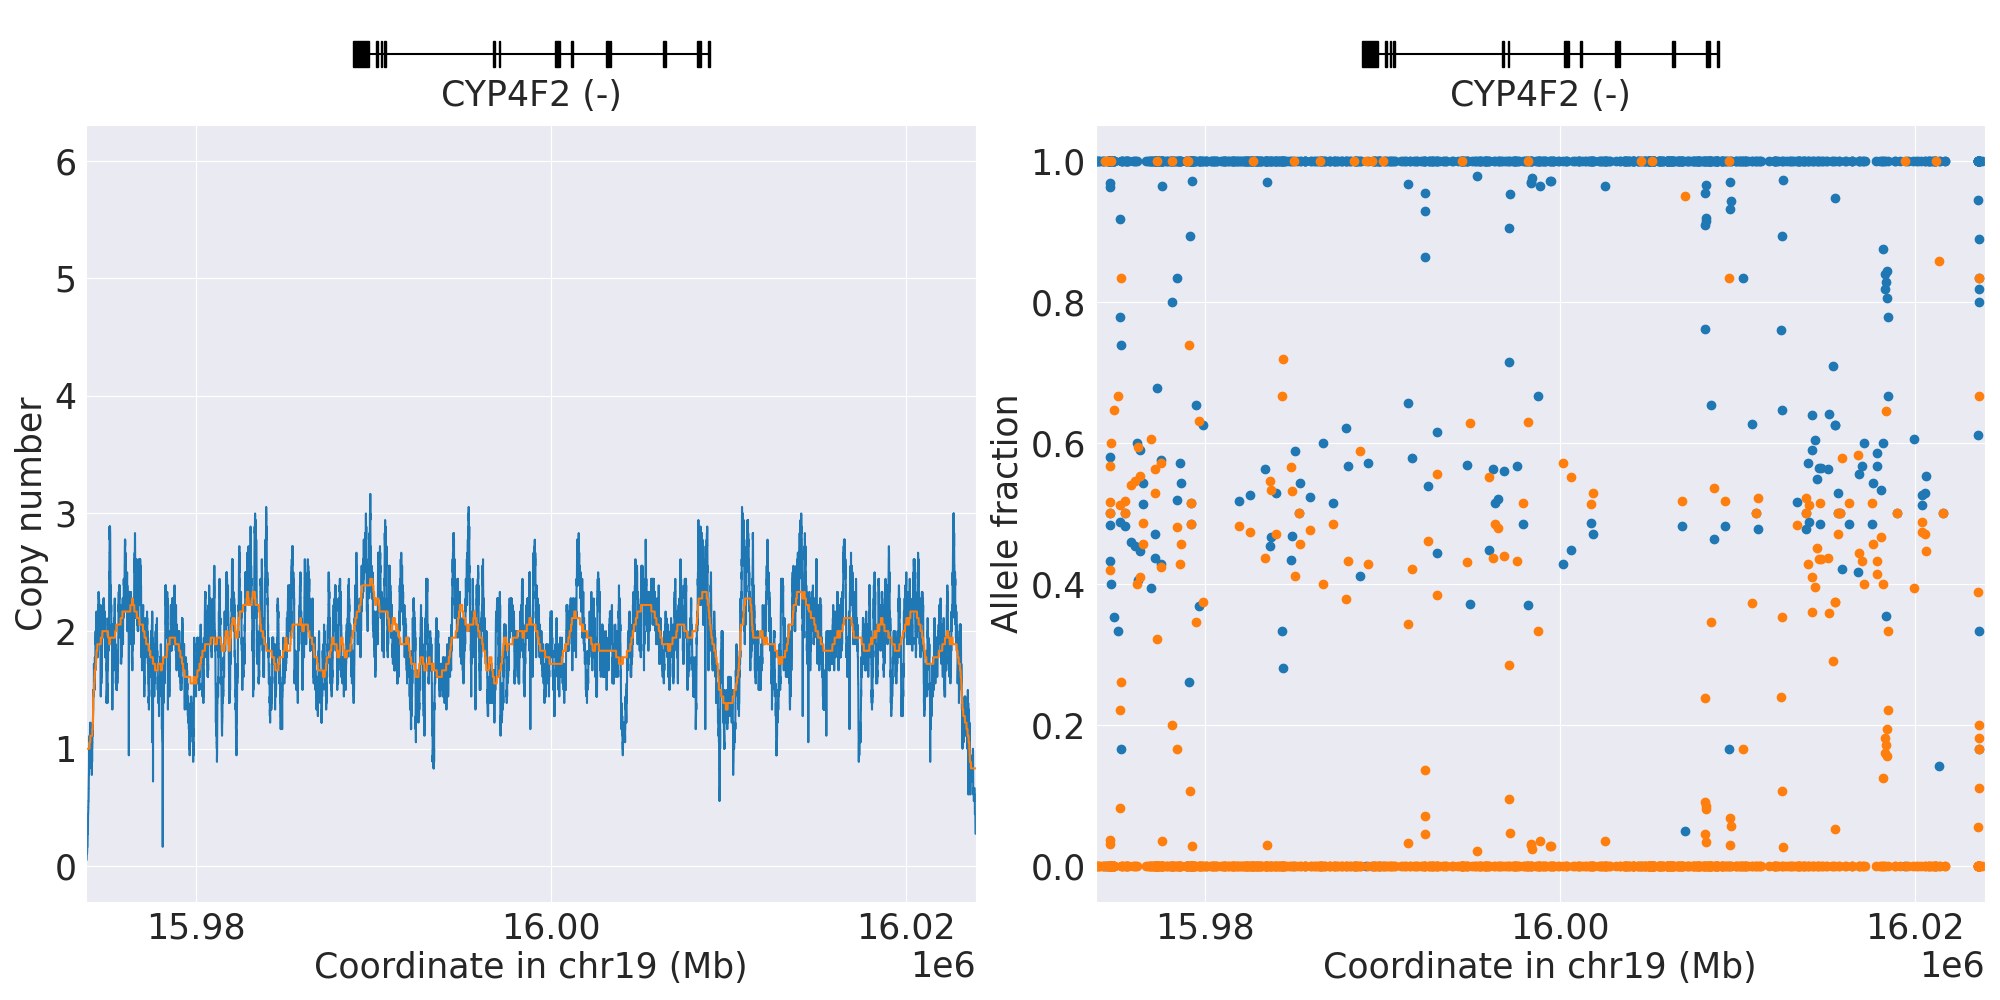 CYP4F2 (-)
6
5
4
3
2
1
0
Copy number
15.98
16.00
16.02
Coordinate in chr19 (Mb)
1e6
CYP4F2 (-)
1.0
0.8
0.6
0.4
0.2
0.0
Allele fraction
15.98
16.00
16.02
Coordinate in chr19 (Mb)
1e6